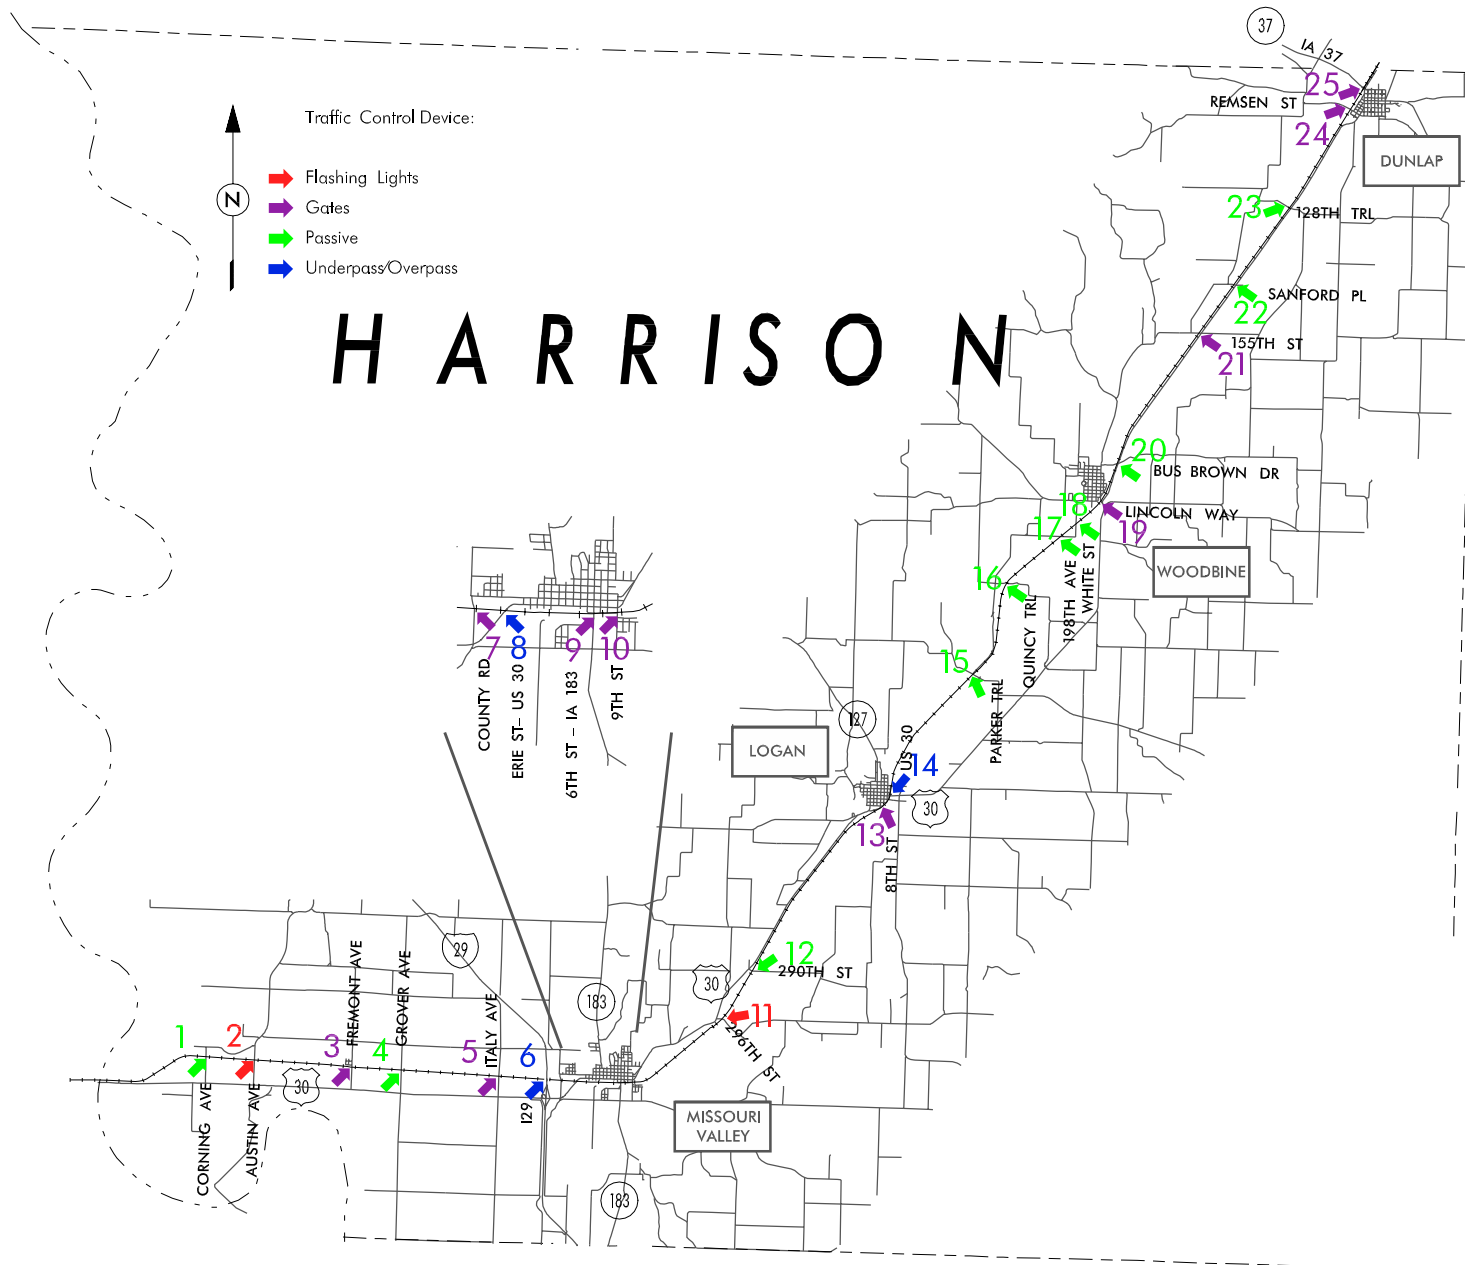 37
IA 37
25
REMSEN ST
24
DUNLAP
Traffic Control Device:
N
Flashing Lights
Gates
Passive
Underpass/Overpass
23
128TH TRL
SANFORD PL
22
HARRISON
155TH ST
21
20
BUS BROWN DR
18
LINCOLN WAY
17
19
WOODBINE
16
198TH AVE
WHITE ST
QUINCY TRL
15
PARKER TRL
7
8
9
10
COUNTY RD
ERIE ST- US 30
6TH ST - IA 183
9TH ST
127
LOGAN
US 30
14
30
13
8TH ST
12
290TH ST
29
30
183
11
296TH ST
FREMONT AVE
GROVER AVE
ITALY AVE
1
2
3
4
5
6
30
CORNING AVE
AUSTIN AVE
I29
MISSOURI
VALLEY
183